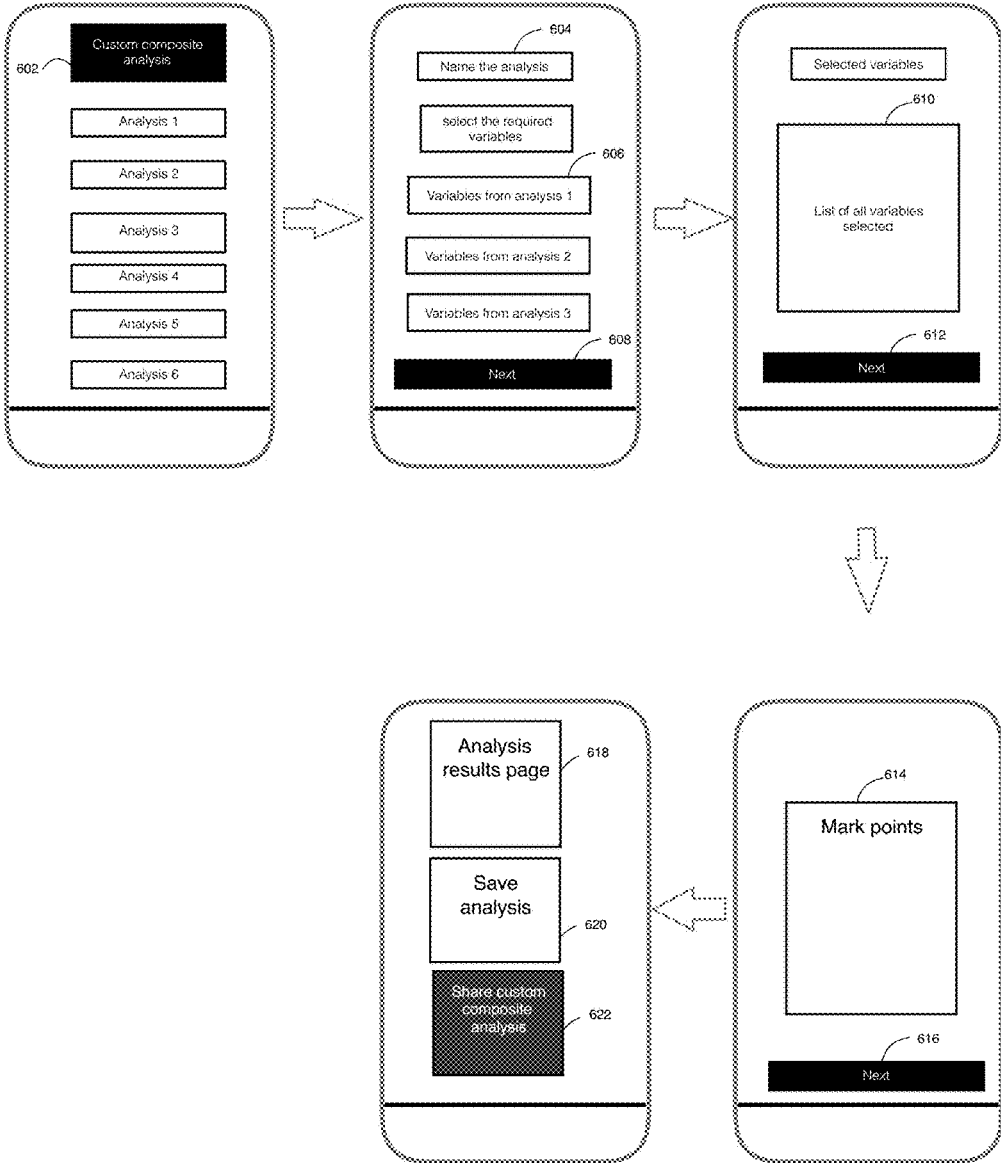 Custom composite
analysis
602
Analysis 1
Analysis 2
Analysis 3
Analysis 4
Analysis 5
Analysis 6
604
Name the analysis
select the required
variables
606
Variables from analysis 1
Variables from analysis 2
Variables from analysis 3
608
Next
Selected variables
610
List of all variables
selected
612
Next
614
Mark points
616
Next
Analysis
results page
618
Save
analysis
620
Share custom
composite
analysis
622